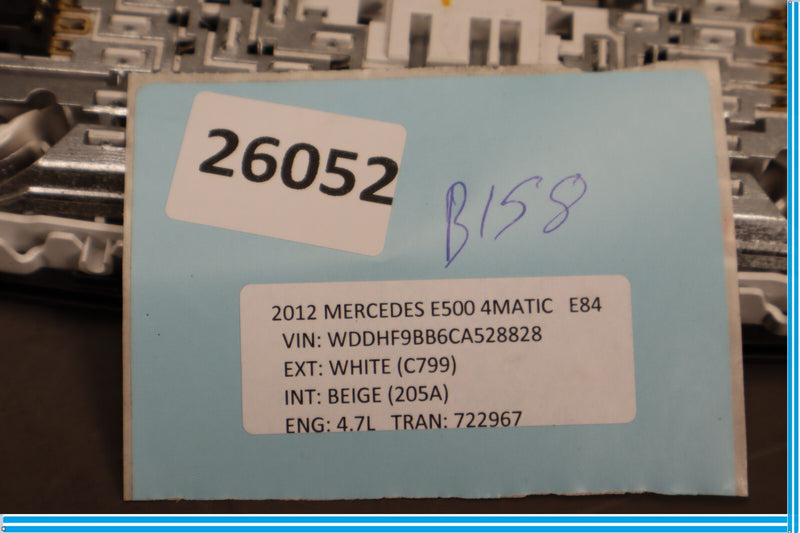 26052
B158
2012 MERCEDES E500 4MATIC E84
VIN: WDDHF9BB6CA528828
EXT: WHITE (C799)
INT: BEIGE (205A)
ENG: 4.7L TRAN: 722967